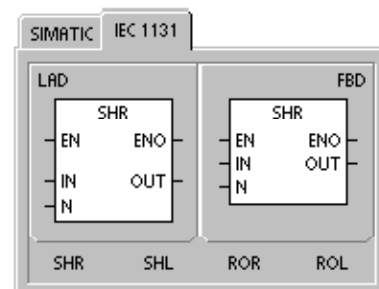 SIMATIC IEC 1131
LAD FBD
SHR SHR
EN ENO EN ENO
IN OUT IN OUT
N N
SHR SHL ROR ROL